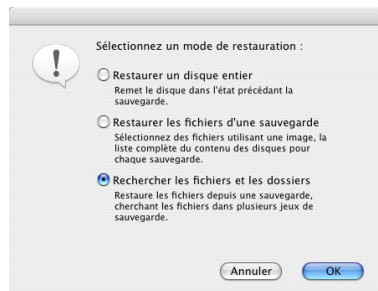 Sélectionnez un mode de restauration :
Restaurer un disque entier
Remet le disque dans l'état précédant la
sauvegarde.
Restaurer les fichiers d'une sauvegarde
Sélectionnez des fichiers utilisant une image, la
liste complète du contenu des disques pour
chaque sauvegarde.
Rechercher les fichiers et les dossiers
Restaure les fichiers depuis une sauvegarde,
cherchant les fichiers dans plusieurs jeux de
sauvegarde.
Annuler OK